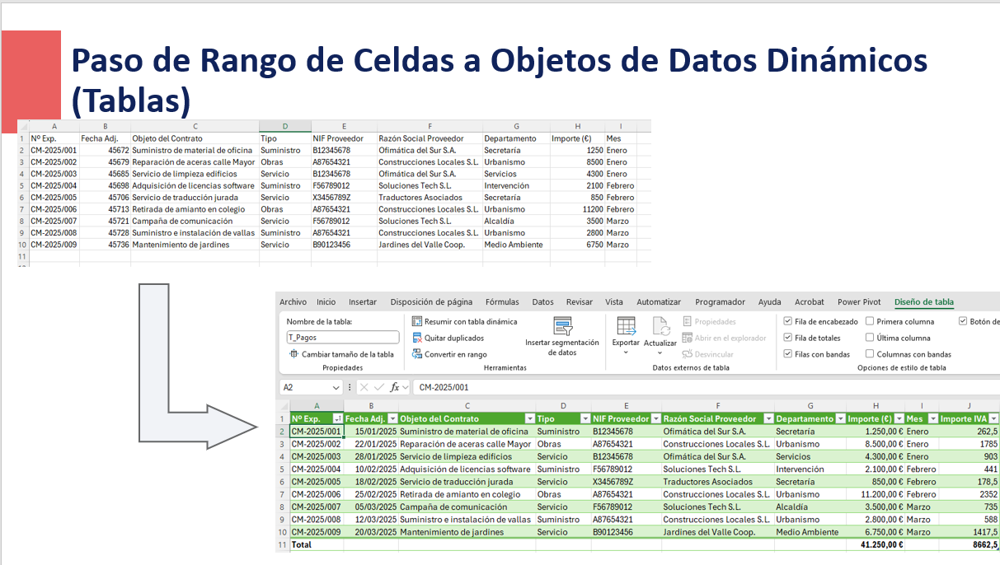 Paso de Rango de Celdas a Objetos de Datos Dinámicos
(Tablas)
A B C D E F G H I
1 Nº Exp. Fecha Adj. Objeto del Contrato Tipo NIF Proveedor Razón Social Proveedor Departamento Importe (€) Mes
2 CM-2025/001 45672 Suministro de material de oficina Suministro B12345678 Ofimática del Sur S.A. Secretaría 1250 Enero
3 CM-2025/002 45679 Reparación de aceras calle Mayor Obras A87654321 Construcciones Locales S.L. Urbanismo 8500 Enero
4 CM-2025/003 45685 Servicio de limpieza edificios Servicio B12345678 Ofimática del Sur S.A. Servicios 4300 Enero
5 CM-2025/004 45698 Adquisición de licencias software Suministro F56789012 Soluciones Tech S.L. Intervención 2100 Febrero
6 CM-2025/005 45706 Servicio de traducción jurada Servicio X3456789Z Traductores Asociados Secretaría 850 Febrero
7 CM-2025/006 45713 Retirada de amianto en colegio Obras A87654321 Construcciones Locales S.L. Urbanismo 11200 Febrero
8 CM-2025/007 45721 Campaña de comunicación Servicio F56789012 Soluciones Tech S.L. Alcaldía 3500 Marzo
9 CM-2025/008 45728 Suministro e instalación de vallas Suministro A87654321 Construcciones Locales S.L. Urbanismo 2800 Marzo
10 CM-2025/009 45736 Mantenimiento de jardines Servicio B90123456 Jardines del Valle Coop. Medio Ambiente 6750 Marzo
11
Archivo Inicio Insertar Disposición de página Fórmulas Datos Revisar Vista Automatizar Programador Ayuda Acrobat Power Pivot Diseño de tabla
Nombre de la tabla:
T_Pagos
Cambiar tamaño de la tabla
Propiedades
Resumir con tabla dinámica
Quitar duplicados
Convertir en rango
Insertar segmentación
de datos
Herramientas
Exportar
Actualizar
Propiedades
Abrir en el explorador
Desvincular
Datos externos de tabla
Fila de encabezado Primera columna Botón de
Fila de totales Última columna
Filas con bandas Columnas con bandas
Opciones de estilo de tabla
A2 fx CM-2025/001
A B C D E F G H I J
1 Nº Exp. Fecha Adj. Objeto del Contrato Tipo NIF Proveedor Razón Social Proveedor Departamento Importe (€) Mes Importe IVA
2 CM-2025/001 15/01/2025 Suministro de material de oficina Suministro B12345678 Ofimática del Sur S.A. Secretaría 1.250,00 € Enero 262,5
3 CM-2025/002 22/01/2025 Reparación de aceras calle Mayor Obras A87654321 Construcciones Locales S.L. Urbanismo 8.500,00 € Enero 1785
4 CM-2025/003 28/01/2025 Servicio de limpieza edificios Servicio B12345678 Ofimática del Sur S.A. Servicios 4.300,00 € Enero 903
5 CM-2025/004 10/02/2025 Adquisición de licencias software Suministro F56789012 Soluciones Tech S.L. Intervención 2.100,00 € Febrero 441
6 CM-2025/005 18/02/2025 Servicio de traducción jurada Servicio X3456789Z Traductores Asociados Secretaría 850,00 € Febrero 178,5
7 CM-2025/006 25/02/2025 Retirada de amianto en colegio Obras A87654321 Construcciones Locales S.L. Urbanismo 11.200,00 € Febrero 2352
8 CM-2025/007 05/03/2025 Campaña de comunicación Servicio F56789012 Soluciones Tech S.L. Alcaldía 3.500,00 € Marzo 735
9 CM-2025/008 12/03/2025 Suministro e instalación de vallas Suministro A87654321 Construcciones Locales S.L. Urbanismo 2.800,00 € Marzo 588
10 CM-2025/009 20/03/2025 Mantenimiento de jardines Servicio B90123456 Jardines del Valle Coop. Medio Ambiente 6.750,00 € Marzo 1417,5
11 Total 41.250,00 € 8662,5